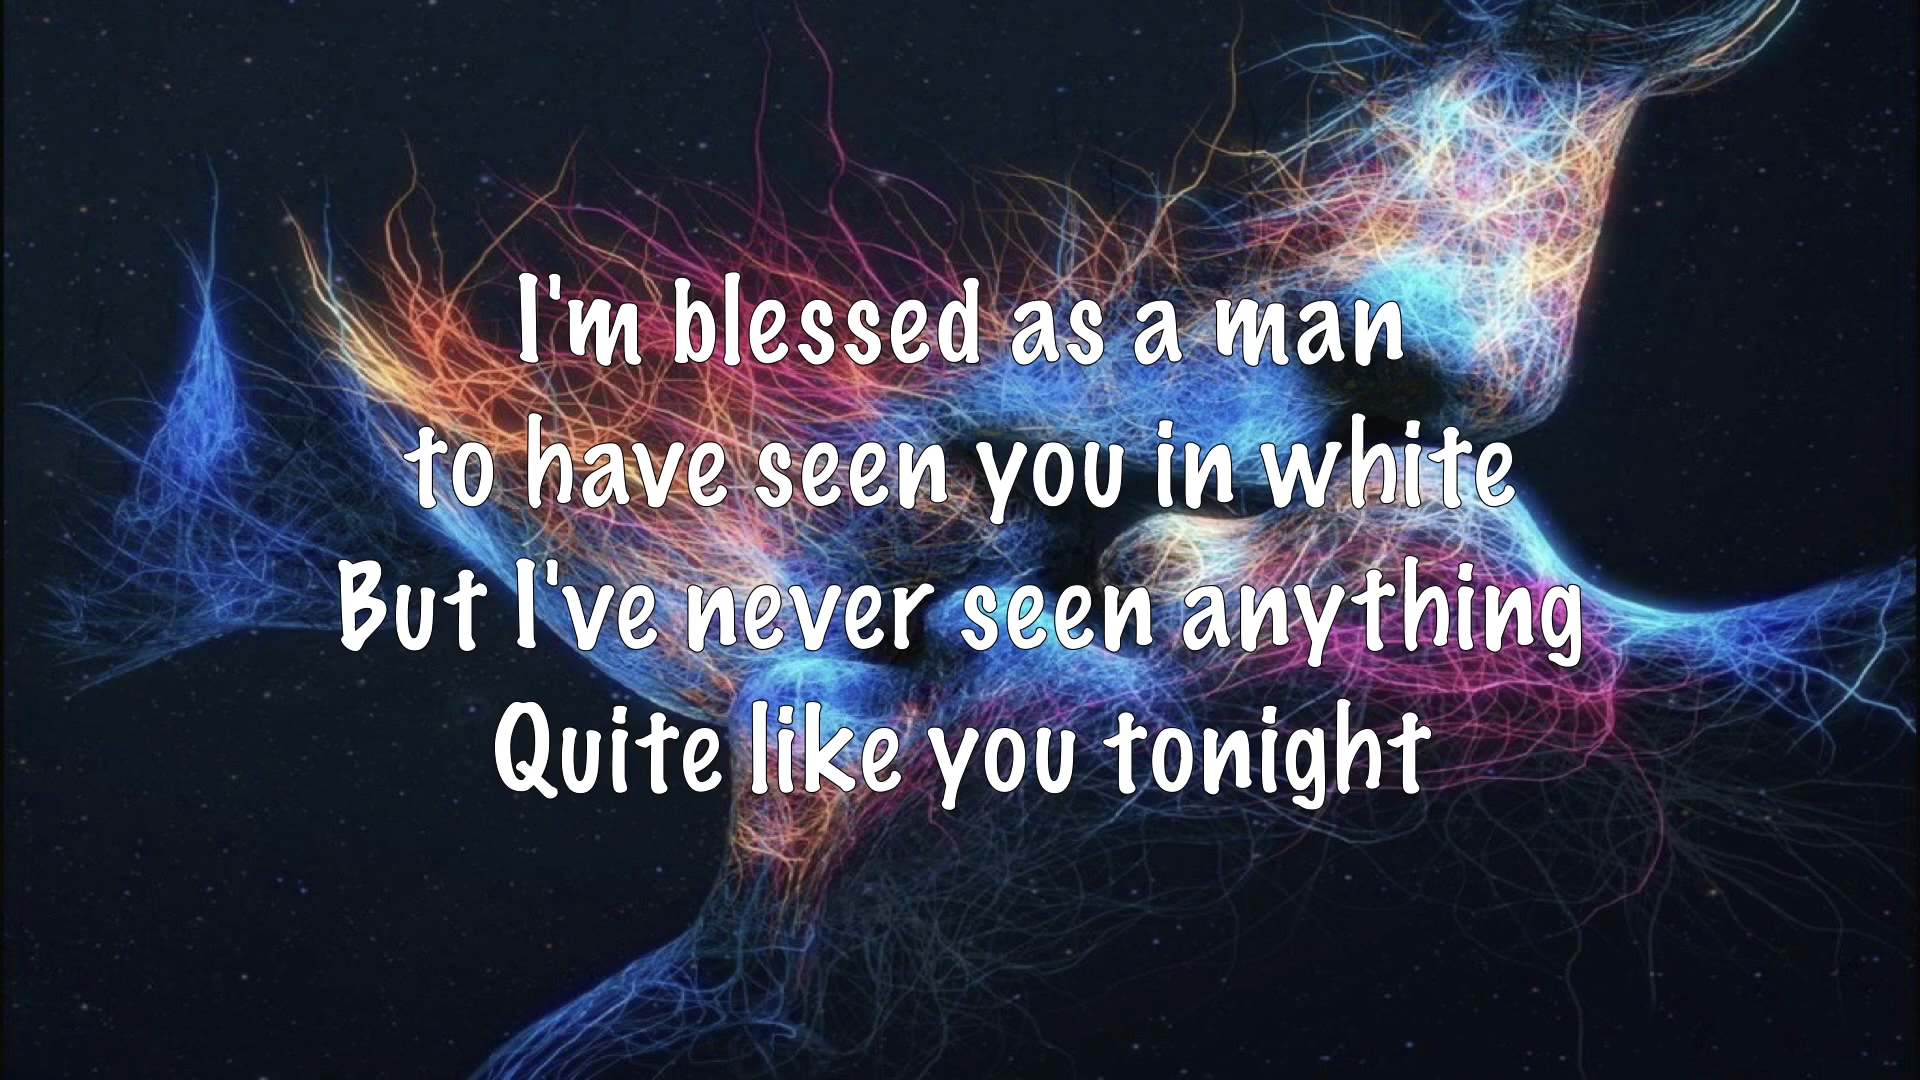 I'm blessed as a man
to have seen you in white
But I've never seen anything
Quite like you tonight